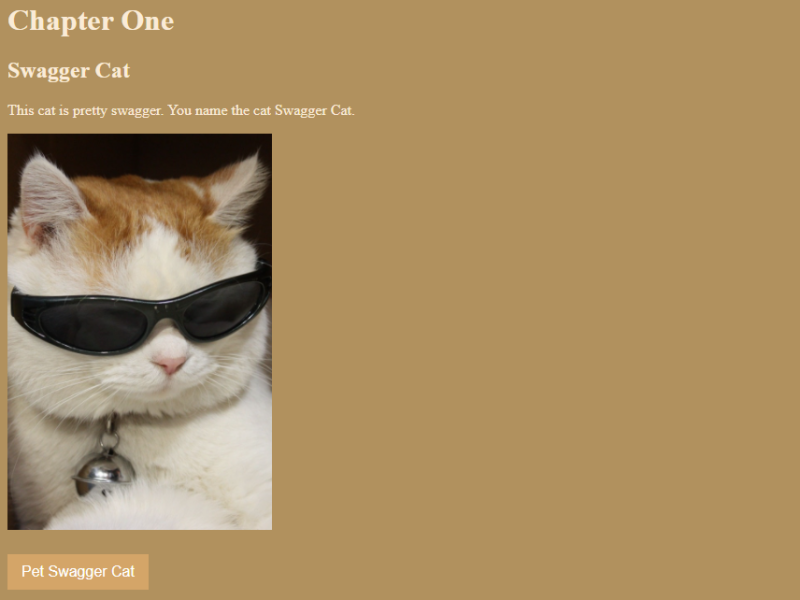 Chapter One
Swagger Cat
This cat is pretty swagger. You name the cat Swagger Cat.
Pet Swagger Cat